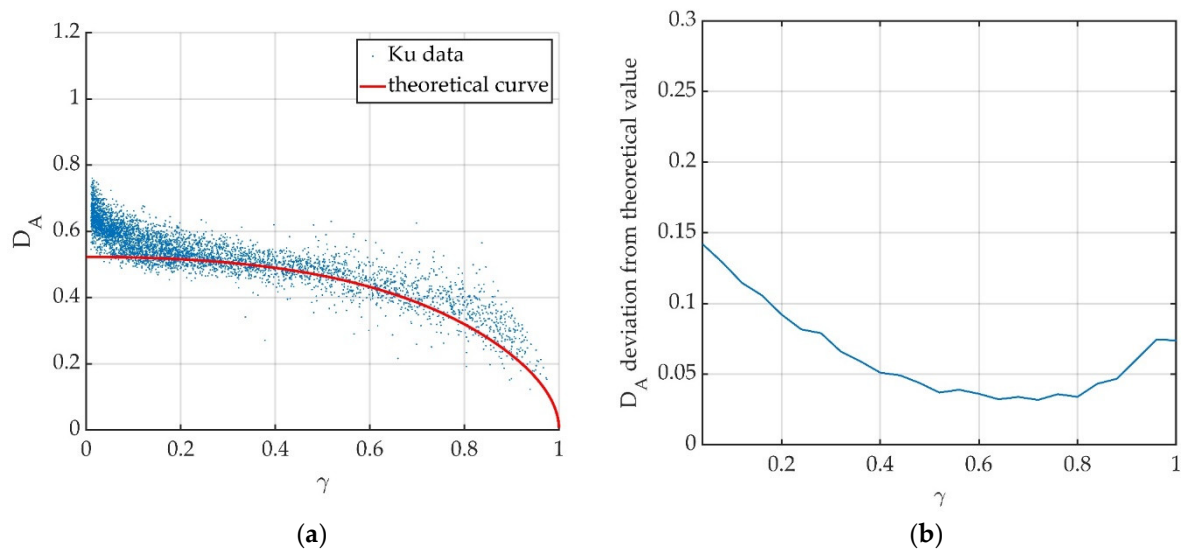 1.2
1
0.8
0.6
0.4
0.2
0
D_A
0 0.2 0.4 0.6 0.8 1
γ
Ku data
theoretical curve
(a)
0.3
0.25
0.2
0.15
0.1
0.05
0
D_A deviation from theoretical value
0.2 0.4 0.6 0.8 1
γ
(b)